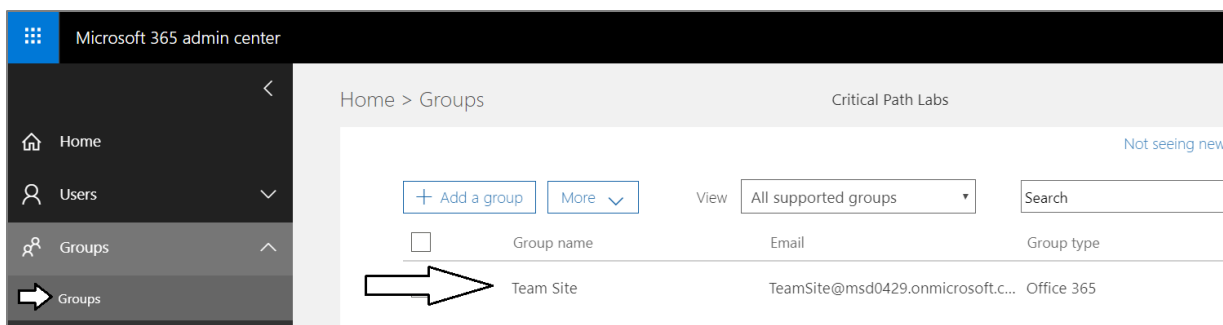 Microsoft 365 admin center
Home > Groups
Critical Path Labs
Home
Not seeing new
Users
+ Add a group
More
View
All supported groups
Search
Groups
Group name
Email
Group type
Groups
Team Site
TeamSite@msd0429.onmicrosoft.c...
Office 365